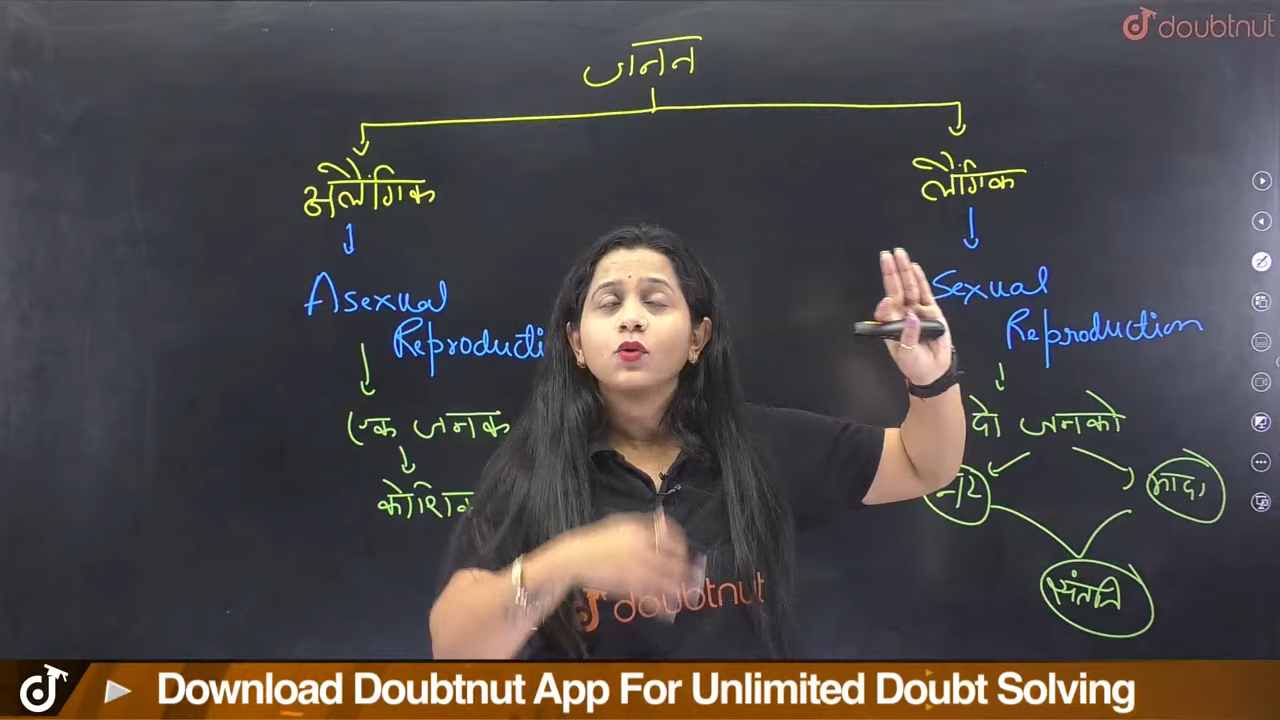 doubtnut
जनन
अलैंगिक
लैंगिक
Asexual
Reproducti
Sexual
Reproduction
एक जनक
दो जनको
कोशिक
नर
मादा
संतति
doubtnut
Download Doubtnut App For Unlimited Doubt Solving